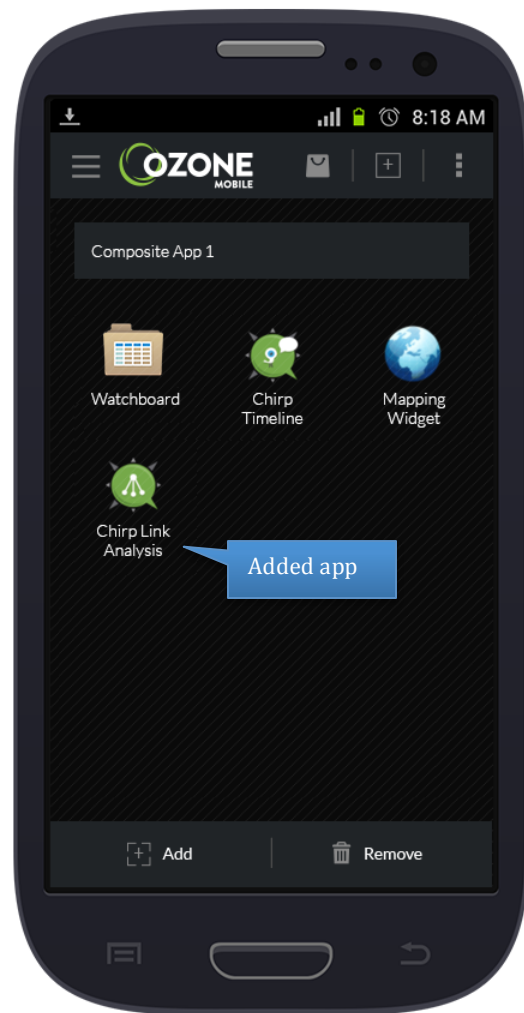 8:18 AM
OZONE
MOBILE
Composite App 1
Watchboard
Chirp
Timeline
Mapping
Widget
Chirp Link
Analysis
Added app
Add
Remove